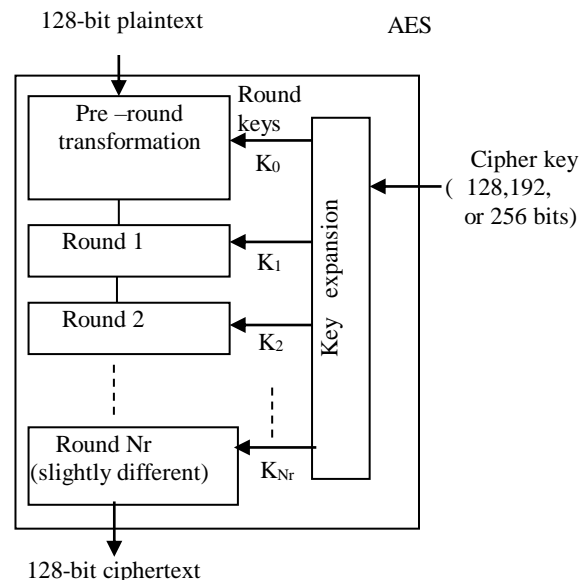 128-bit plaintext
AES
Pre –round
transformation
Round
keys
K0
Cipher key
( 128,192,
or 256 bits)
Round 1
K1
Round 2
K2
Key expansion
Round Nr
(slightly different)
KNr
128-bit ciphertext